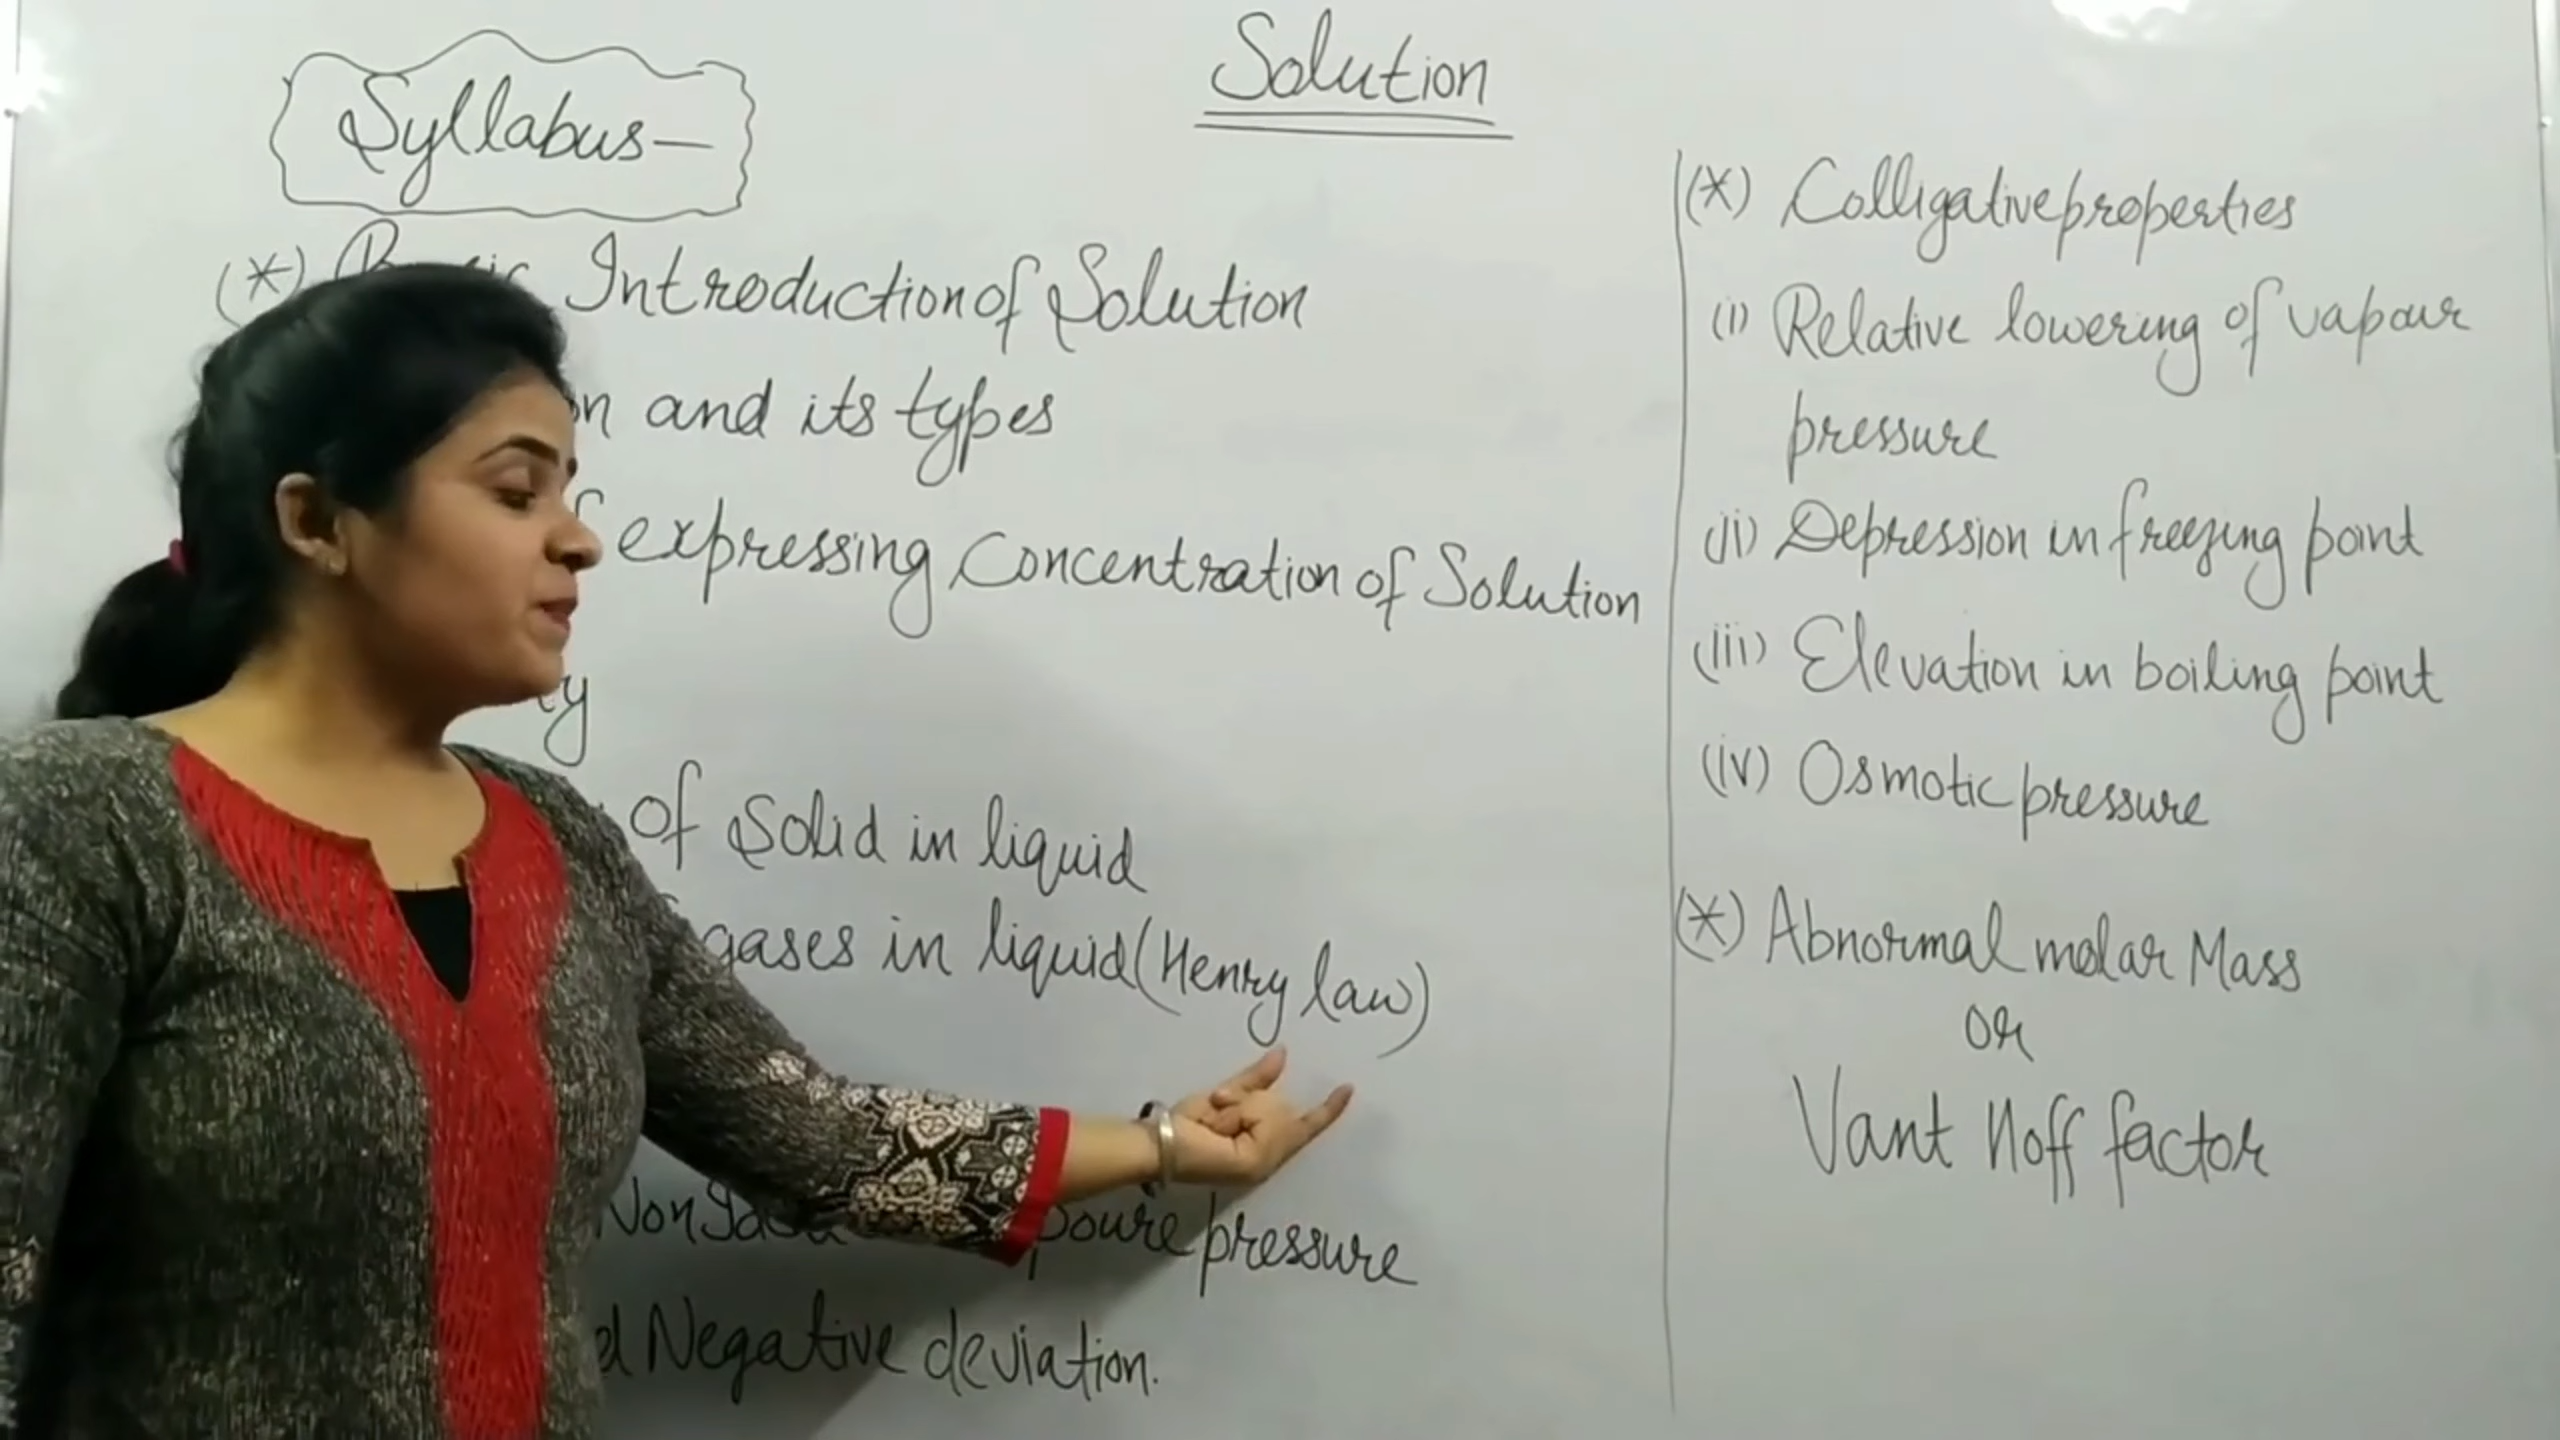 Solution
Syllabus-
(*) Basic Introduction of Solution
and its types
expressing Concentration of Solution
of Solid in liquid
gases in liquid (Henry law)
pressure
Negative deviation.
(*) Colligative properties
(i) Relative lowering of vapour
pressure
(ii) Depression in freezing point
(iii) Elevation in boiling point
(iv) Osmotic pressure
(*) Abnormal molar Mass
or
Vant Hoff factor